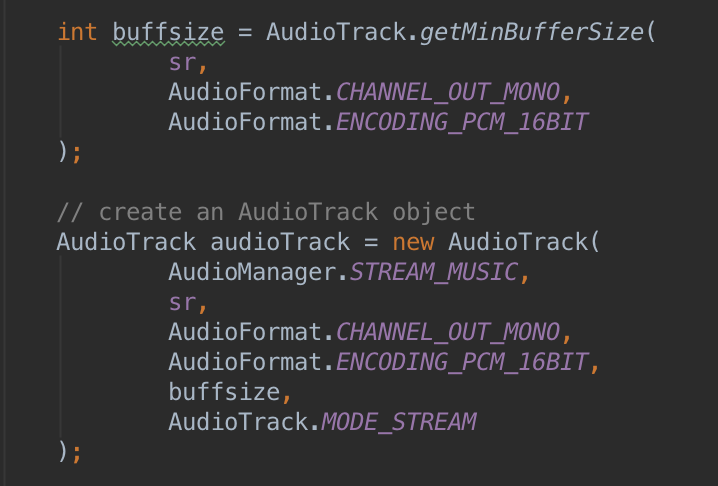 int buffsize = AudioTrack.getMinBufferSize(
sr,
AudioFormat.CHANNEL_OUT_MONO,
AudioFormat.ENCODING_PCM_16BIT
);
// create an AudioTrack object
AudioTrack audioTrack = new AudioTrack(
AudioManager.STREAM_MUSIC,
sr,
AudioFormat.CHANNEL_OUT_MONO,
AudioFormat.ENCODING_PCM_16BIT,
buffsize,
AudioTrack.MODE_STREAM
);